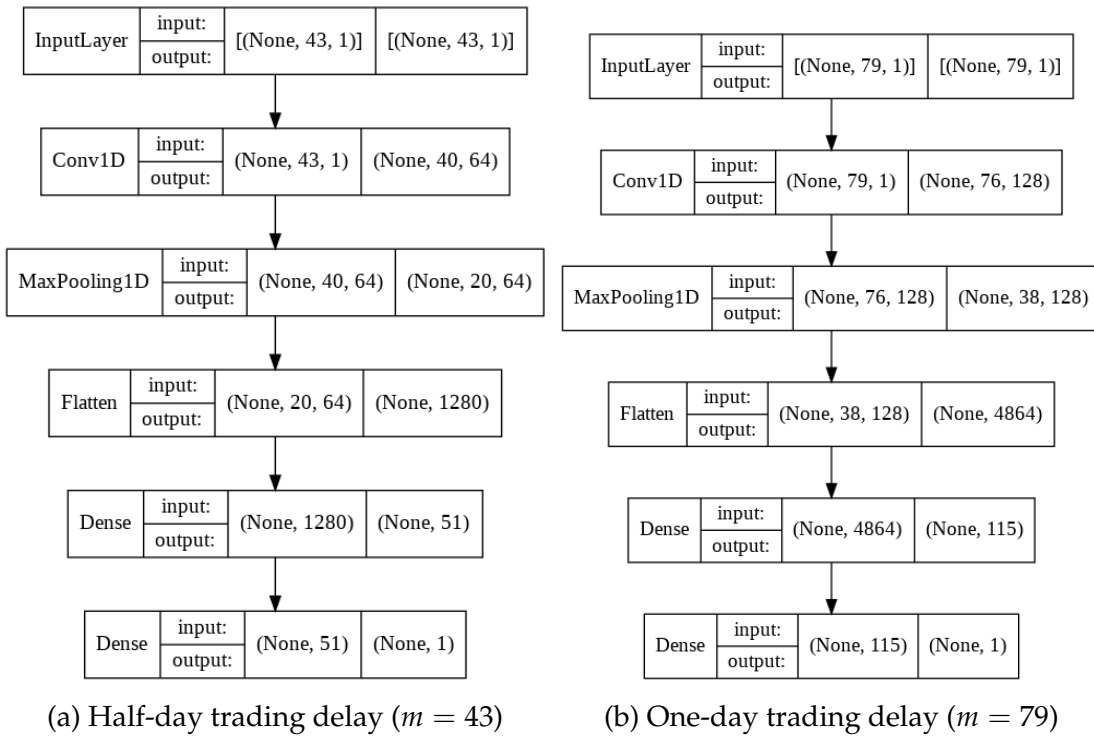 InputLayer input: output: [(None, 43, 1)] [(None, 43, 1)]
Conv1D input: output: (None, 43, 1) (None, 40, 64)
MaxPooling1D input: output: (None, 40, 64) (None, 20, 64)
Flatten input: output: (None, 20, 64) (None, 1280)
Dense input: output: (None, 1280) (None, 51)
Dense input: output: (None, 51) (None, 1)
(a) Half-day trading delay (m = 43)
InputLayer input: output: [(None, 79, 1)] [(None, 79, 1)]
Conv1D input: output: (None, 79, 1) (None, 76, 128)
MaxPooling1D input: output: (None, 76, 128) (None, 38, 128)
Flatten input: output: (None, 38, 128) (None, 4864)
Dense input: output: (None, 4864) (None, 115)
Dense input: output: (None, 115) (None, 1)
(b) One-day trading delay (m = 79)